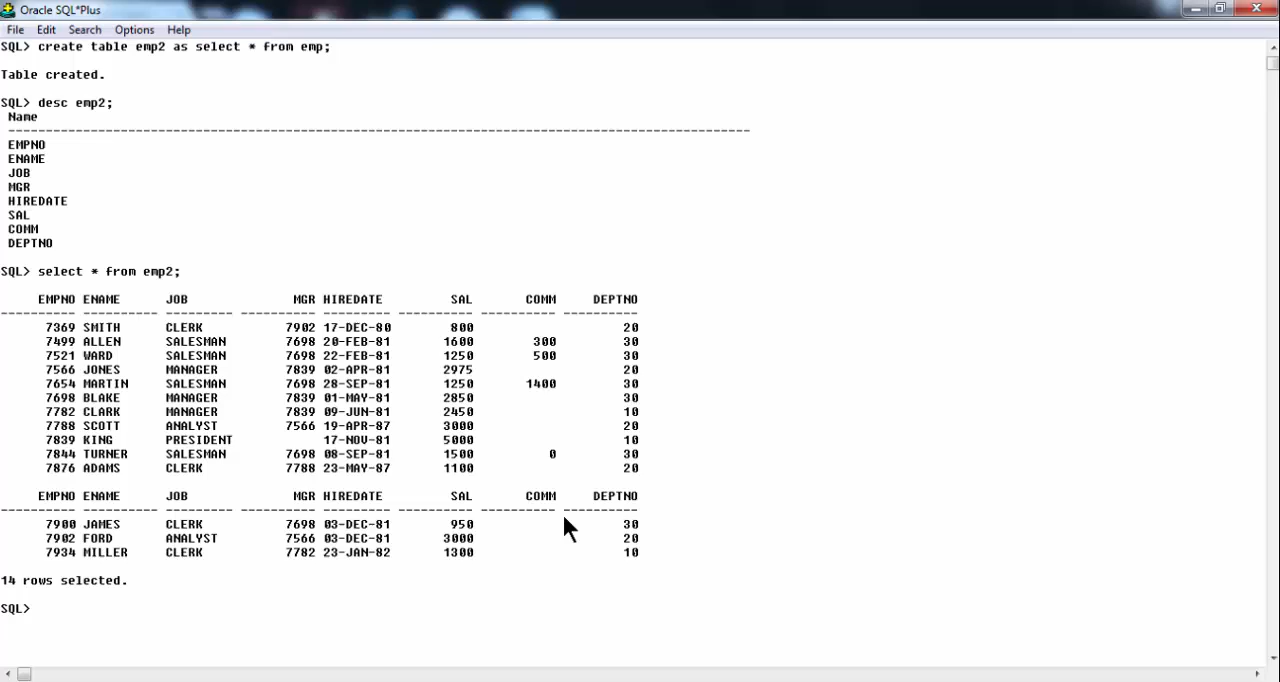 Oracle SQL*Plus
File Edit Search Options Help
SQL> create table emp2 as select * from emp;
Table created.
SQL> desc emp2;
Name
--------------------------------------------------------------------------------------------------
EMPNO
ENAME
JOB
MGR
HIREDATE
SAL
COMM
DEPTNO
SQL> select * from emp2;
EMPNO ENAME JOB MGR HIREDATE SAL COMM DEPTNO
---------- ---------- --------- ---------- --------- ---------- ---------- ----------
7369 SMITH CLERK 7902 17-DEC-80 800 20
7499 ALLEN SALESMAN 7698 20-FEB-81 1600 300 30
7521 WARD SALESMAN 7698 22-FEB-81 1250 500 30
7566 JONES MANAGER 7839 02-APR-81 2975 20
7654 MARTIN SALESMAN 7698 28-SEP-81 1250 1400 30
7698 BLAKE MANAGER 7839 01-MAY-81 2850 30
7782 CLARK MANAGER 7839 09-JUN-81 2450 10
7788 SCOTT ANALYST 7566 19-APR-87 3000 20
7839 KING PRESIDENT 17-NOV-81 5000 10
7844 TURNER SALESMAN 7698 08-SEP-81 1500 0 30
7876 ADAMS CLERK 7788 23-MAY-87 1100 20
EMPNO ENAME JOB MGR HIREDATE SAL COMM DEPTNO
---------- ---------- --------- ---------- --------- ---------- ---------- ----------
7900 JAMES CLERK 7698 03-DEC-81 950 30
7902 FORD ANALYST 7566 03-DEC-81 3000 20
7934 MILLER CLERK 7782 23-JAN-82 1300 10
14 rows selected.
SQL>